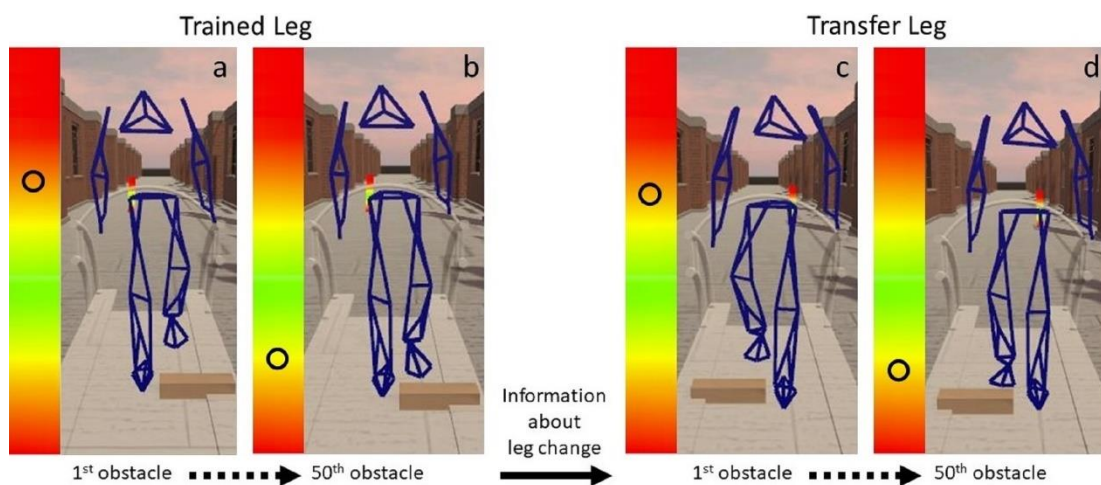 Trained Leg
Transfer Leg
a
b
c
d
Information
about
leg change
1st obstacle
50th obstacle
1st obstacle
50th obstacle